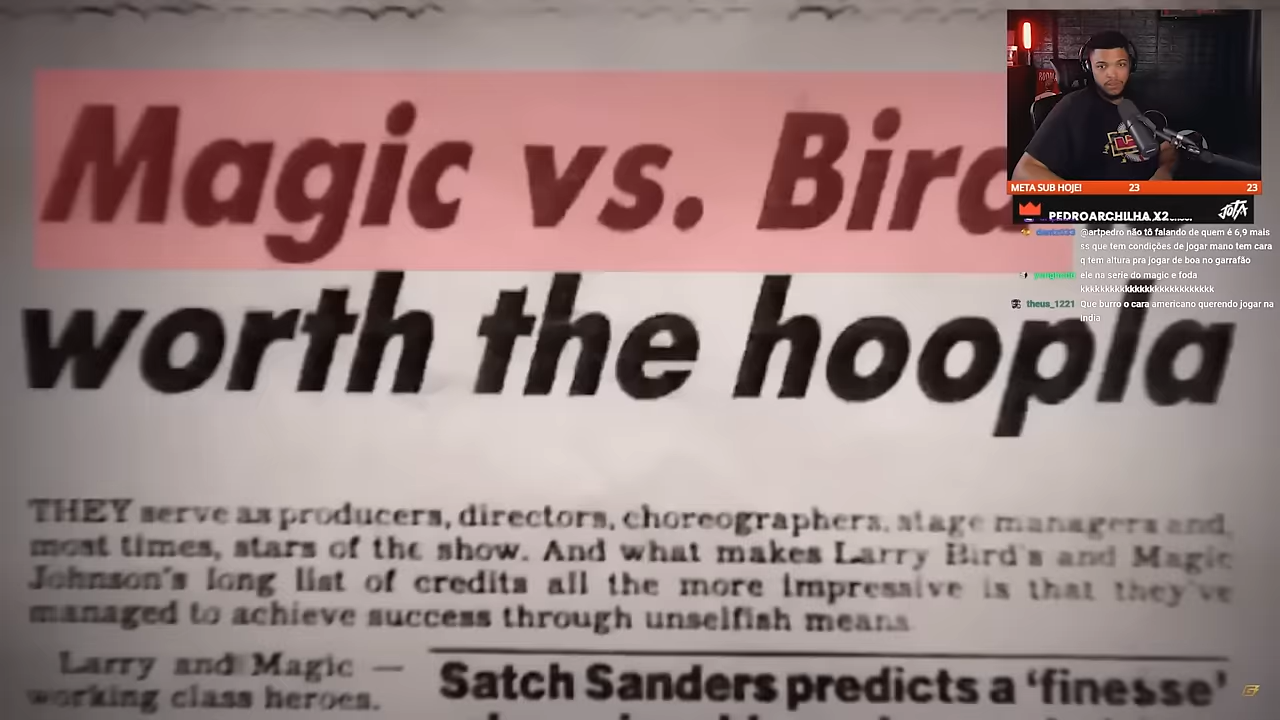 Magic vs. Bird
worth the hoopla
THEY serve as producers, directors, choreographers, stage managers and,
most times, stars of the show. And what makes Larry Bird's and Magic
Johnson's long list of credits all the more impressive is that they've
managed to achieve success through unselfish means.
Larry and Magic —
working class heroes.
Satch Sanders predicts a 'finesse'
META SUB HOJE! 23 23
PEDROARCHILHA X2
JOTA
dantz033 @artpedro não tô falando de quem é 6,9 mais
ss que tem condições de jogar mano tem cara
q tem altura pra jogar de boa no garrafão
ele na serie do magic e foda
kkkkkkkkkkkkkkkkkkkkkkkkkk
theus_1221 Que burro o cara americano querendo jogar na
india